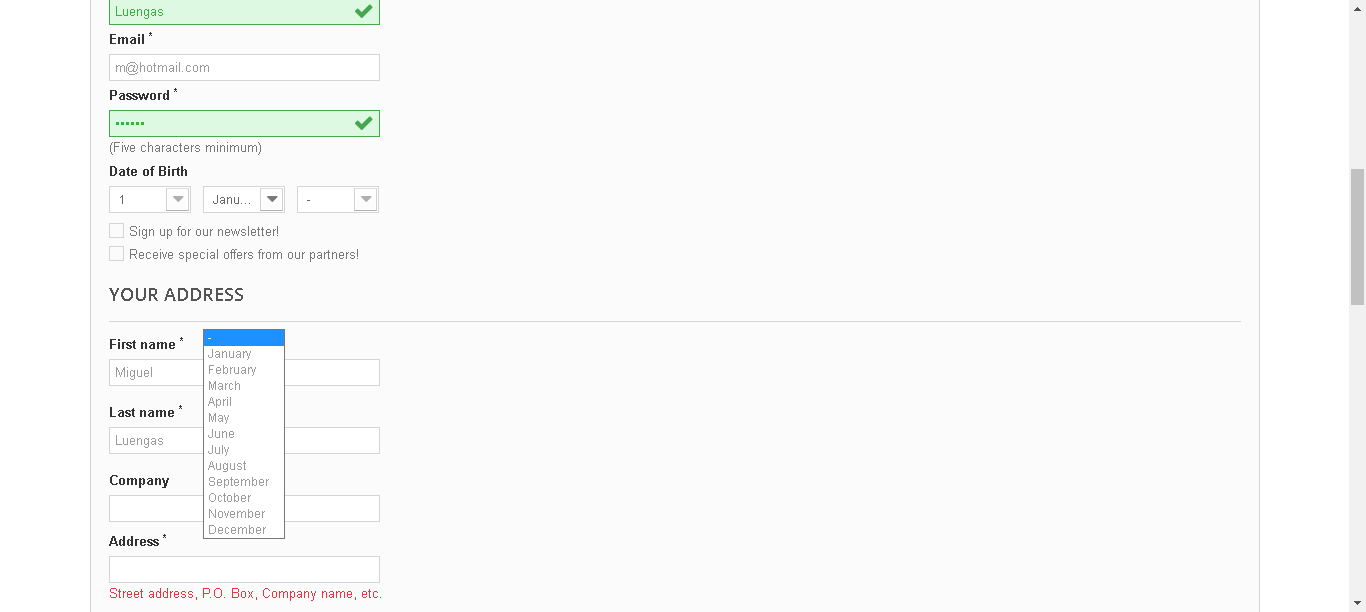 Luengas
Email *
m@hotmail.com
Password *
••••••
(Five characters minimum)
Date of Birth
1 Janu... -
Sign up for our newsletter!
Receive special offers from our partners!
YOUR ADDRESS
First name *
Miguel
Last name *
Luengas
Company
Address *
Street address, P.O. Box, Company name, etc.
-
January
February
March
April
May
June
July
August
September
October
November
December